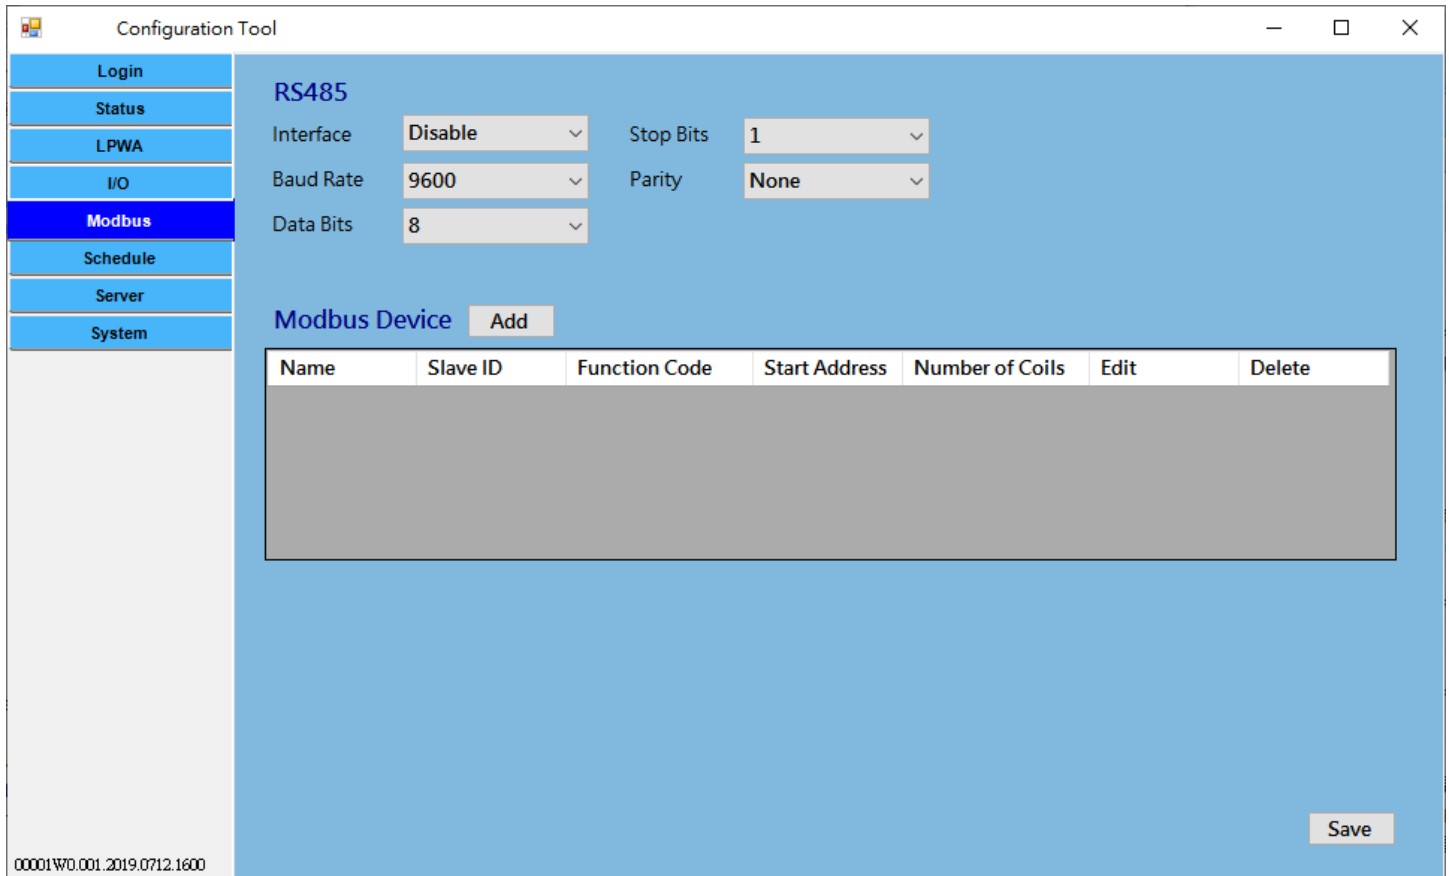 Configuration Tool
Login
Status
LPWA
I/O
Modbus
Schedule
Server
System
00001W0.001.2019.0712.1600
RS485
Interface Disable Stop Bits 1
Baud Rate 9600 Parity None
Data Bits 8
Modbus Device Add
Name Slave ID Function Code Start Address Number of Coils Edit Delete
Save